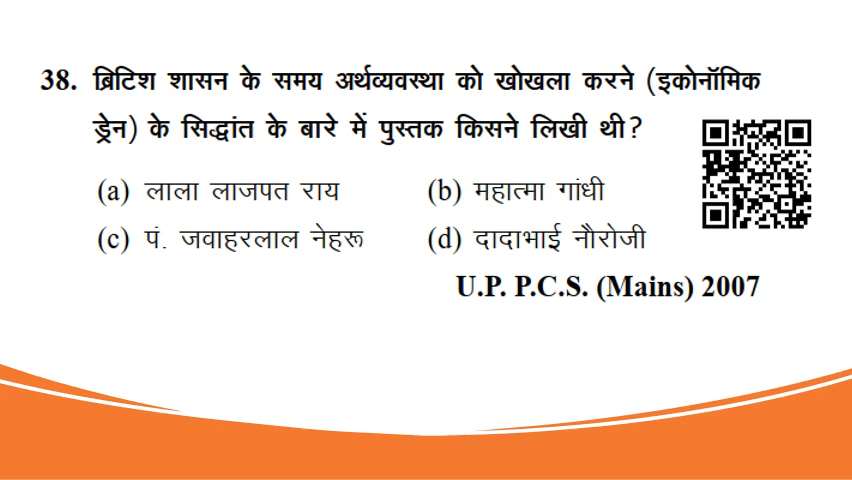 38. ब्रिटिश शासन के समय अर्थव्यवस्था को खोखला करने (इकोनॉमिक
ड्रेन) के सिद्धांत के बारे में पुस्तक किसने लिखी थी?
(a) लाला लाजपत राय (b) महात्मा गांधी
(c) पं. जवाहरलाल नेहरू (d) दादाभाई नौरोजी
U.P. P.C.S. (Mains) 2007